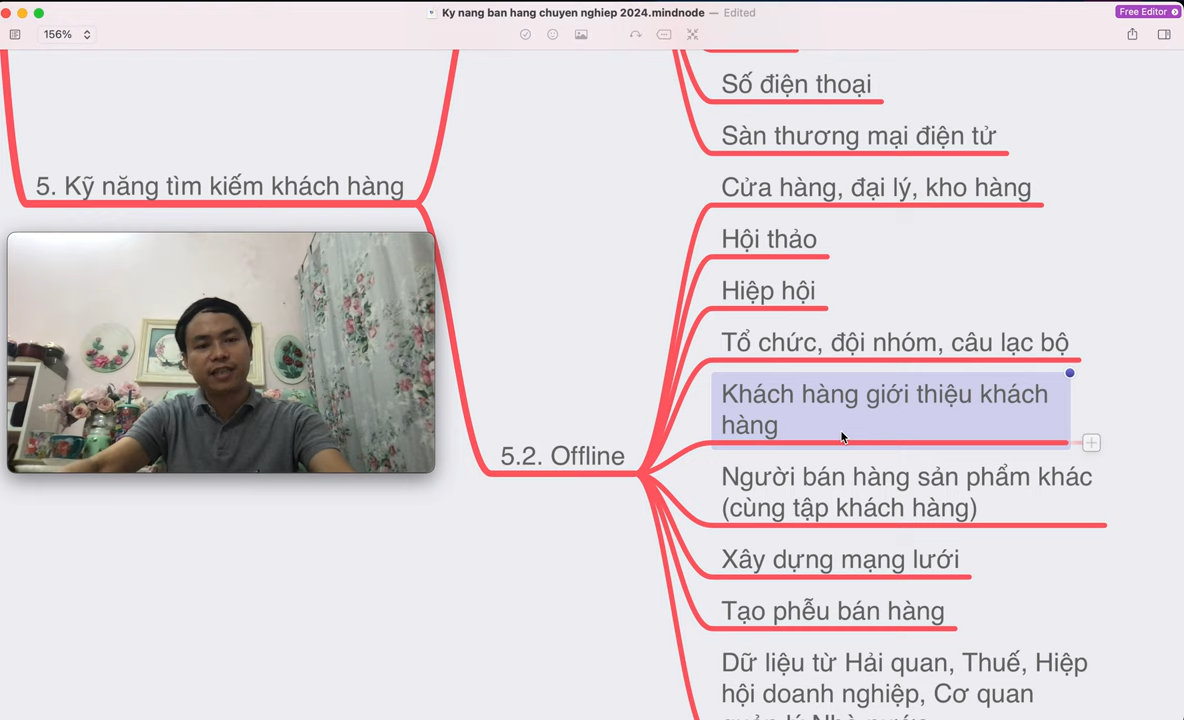 Ky nang ban hang chuyen nghiep 2024.mindnode — Edited
Free Editor
156%
Số điện thoại
Sàn thương mại điện tử
5. Kỹ năng tìm kiếm khách hàng
Cửa hàng, đại lý, kho hàng
Hội thảo
Hiệp hội
Tổ chức, đội nhóm, câu lạc bộ
Khách hàng giới thiệu khách
hàng
5.2. Offline
Người bán hàng sản phẩm khác
(cùng tập khách hàng)
Xây dựng mạng lưới
Tạo phễu bán hàng
Dữ liệu từ Hải quan, Thuế, Hiệp
hội doanh nghiệp, Cơ quan
quản lý Nhà nước